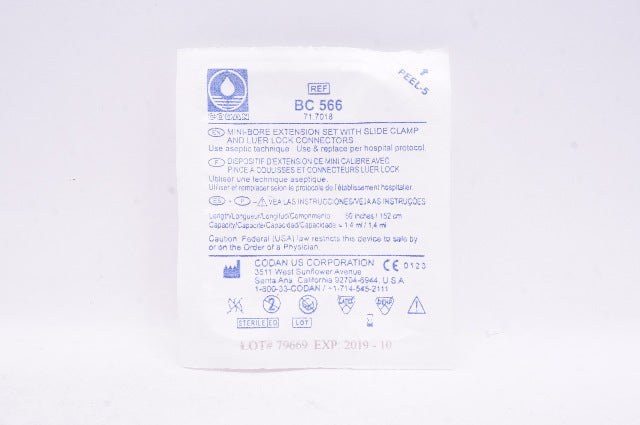 CODAN
PEEL-5
REF
BC 566
71.7018
EN MINI-BORE EXTENSION SET WITH SLIDE CLAMP
AND LUER LOCK CONNECTORS
Use aseptic technique. Use & replace per hospital protocol.
F DISPOSITIF D'EXTENSION DE MINI CALIBRE AVEC
PINCE A COULISSES ET CONNECTEURS LUER LOCK
Utiliser une technique aseptique.
Utiliser et remplacer selon le protocole de l'établissement hospitalier.
ES - P - VEA LAS INSTRUCCIONES/VEJA AS INSTRUÇÕES
Length/Longueur/Longitud/Comprimento 60 inches / 152 cm
Capacity/Capacité/Capacidad/Capacidade ≈ 1,4 ml / 1,4 ml
Caution: Federal (USA) law restricts this device to sale by
or on the Order of a Physician.
CODAN US CORPORATION CE 0123
3511 West Sunflower Avenue
Santa Ana, California 92704-6944, U.S.A.
1-800-33-CODAN / +1-714-545-2111
2 LATEX DEHP
STERILE EO LOT
LOT# 79669 EXP. 2019 - 10